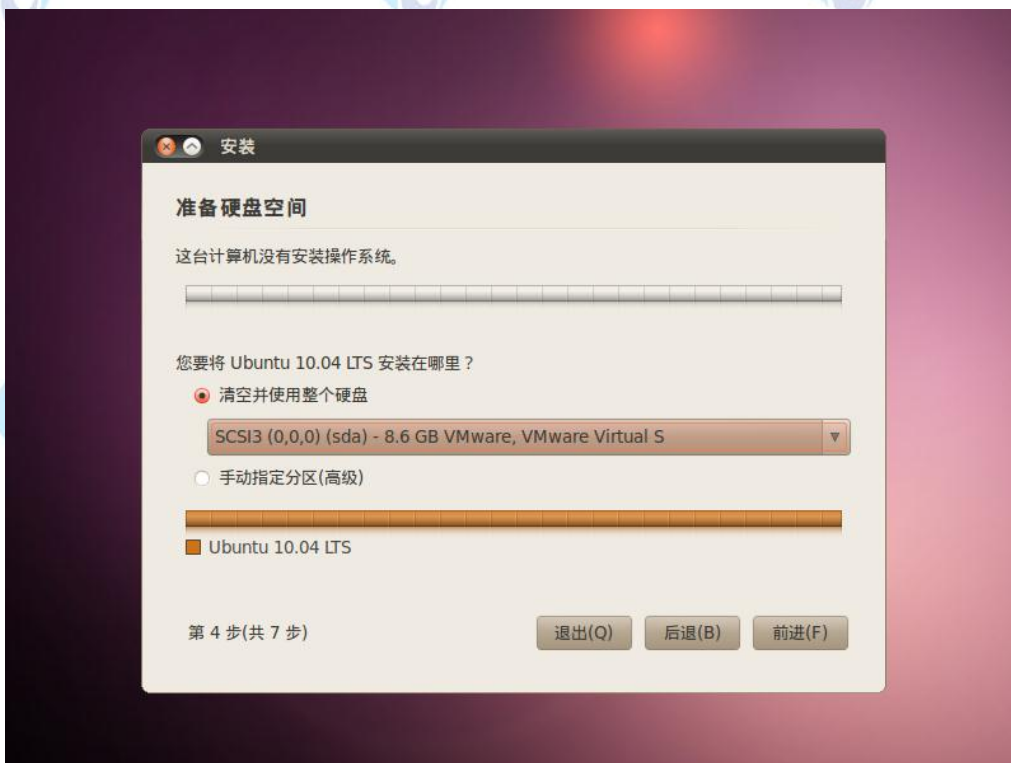 安装
准备硬盘空间
这台计算机没有安装操作系统。
您要将 Ubuntu 10.04 LTS 安装在哪里？
清空并使用整个硬盘
SCSI3 (0,0,0) (sda) - 8.6 GB VMware, VMware Virtual S
手动指定分区(高级)
Ubuntu 10.04 LTS
第 4 步(共 7 步)
退出(Q)
后退(B)
前进(F)